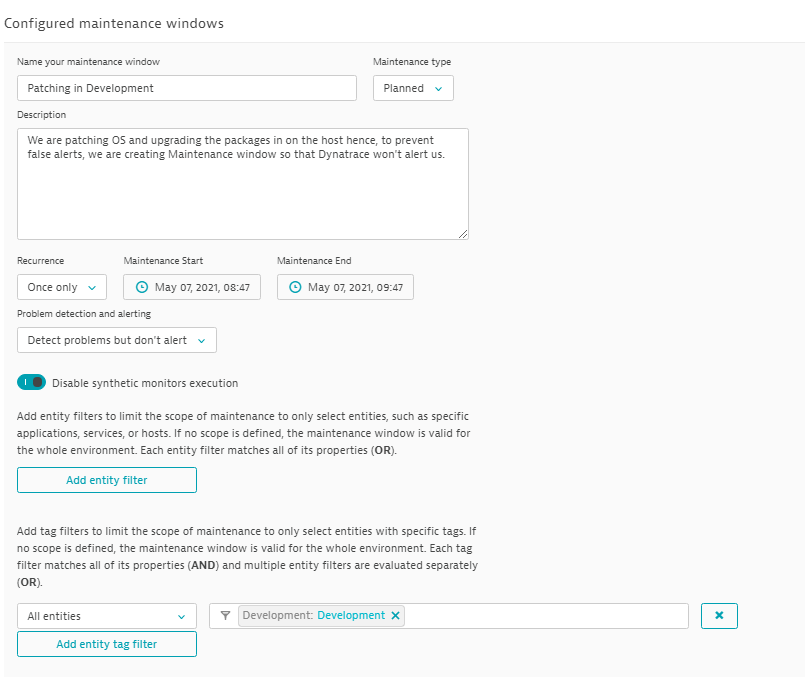 Configured maintenance windows
Name your maintenance window
Maintenance type
Patching in Development
Planned
Description
We are patching OS and upgrading the packages in on the host hence, to prevent
false alerts, we are creating Maintenance window so that Dynatrace won't alert us.
Recurrence
Maintenance Start
Maintenance End
Once only
May 07, 2021, 08:47
May 07, 2021, 09:47
Problem detection and alerting
Detect problems but don't alert
Disable synthetic monitors execution
Add entity filters to limit the scope of maintenance to only select entities, such as specific
applications, services, or hosts. If no scope is defined, the maintenance window is valid for
the whole environment. Each entity filter matches all of its properties (OR).
Add entity filter
Add tag filters to limit the scope of maintenance to only select entities with specific tags. If
no scope is defined, the maintenance window is valid for the whole environment. Each tag
filter matches all of its properties (AND) and multiple entity filters are evaluated separately
(OR).
All entities
Development: Development
Add entity tag filter